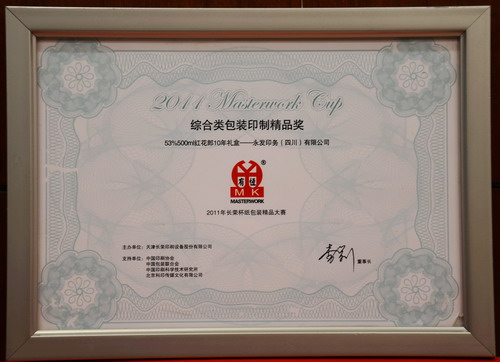 2011 Masterwork Cup
综合类包装印制精品奖
53%500ml红花郎10年礼盒——永发印务（四川）有限公司
有恒
®
MK
MASTERWORK
2011年长荣杯纸包装精品大赛
主办单位：天津长荣印刷设备股份有限公司
支持单位：中国印刷协会
中国包装联合会
中国印刷科学技术研究所
北京科印传媒文化有限公司
董事长